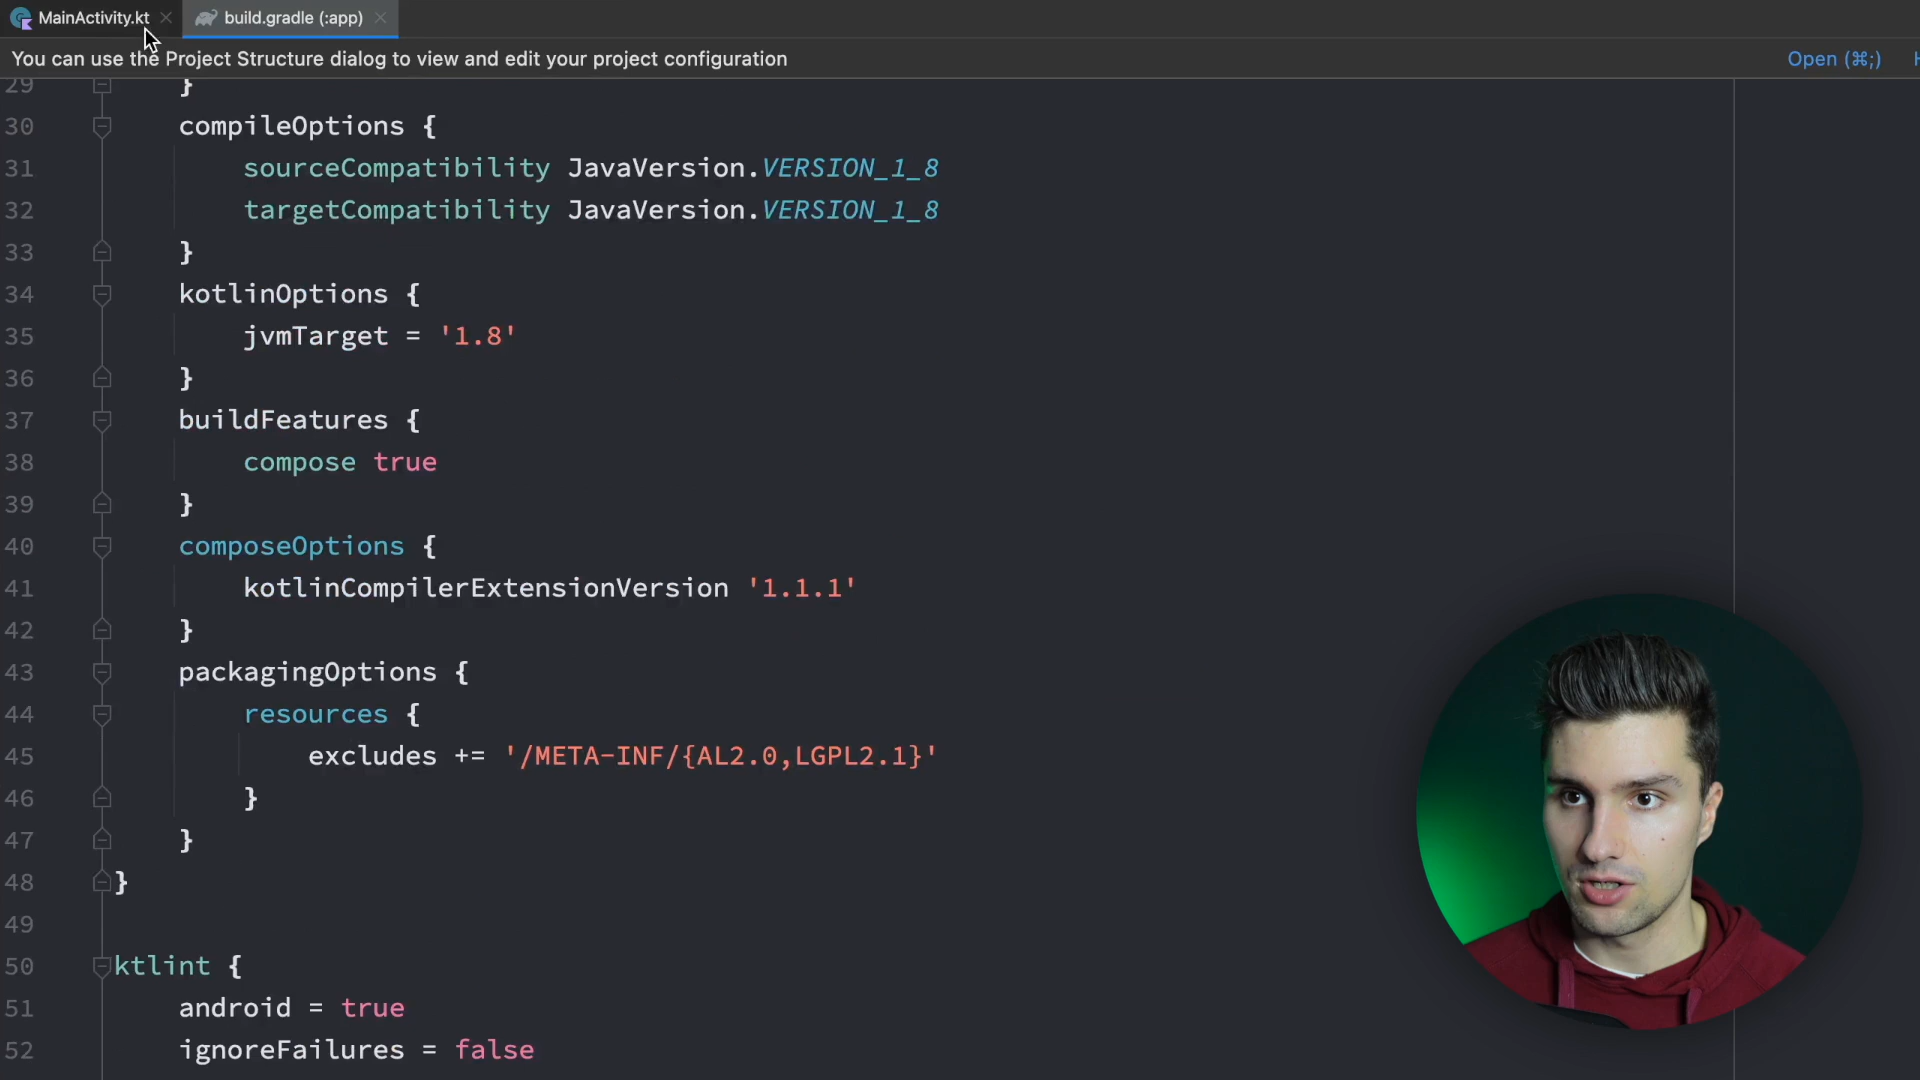 MainActivity.kt
build.gradle (:app)
You can use the Project Structure dialog to view and edit your project configuration
Open (⌘;)
29 }
30 compileOptions {
31 sourceCompatibility JavaVersion.VERSION_1_8
32 targetCompatibility JavaVersion.VERSION_1_8
33 }
34 kotlinOptions {
35 jvmTarget = '1.8'
36 }
37 buildFeatures {
38 compose true
39 }
40 composeOptions {
41 kotlinCompilerExtensionVersion '1.1.1'
42 }
43 packagingOptions {
44 resources {
45 excludes += '/META-INF/{AL2.0,LGPL2.1}'
46 }
47 }
48 }
49
50 ktlint {
51 android = true
52 ignoreFailures = false